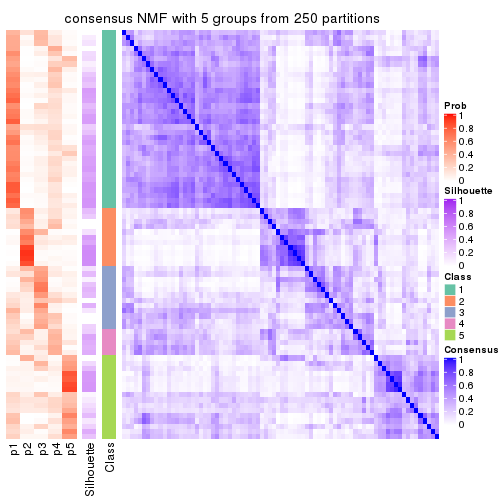 consensus NMF with 5 groups from 250 partitions
Prob
1
0.8
0.6
0.4
0.2
0
Silhouette
1
0.8
0.6
0.4
0.2
0
Class
1
2
3
4
5
Consensus
1
0.8
0.6
0.4
0.2
0
p1
p2
p3
p4
p5
Silhouette
Class